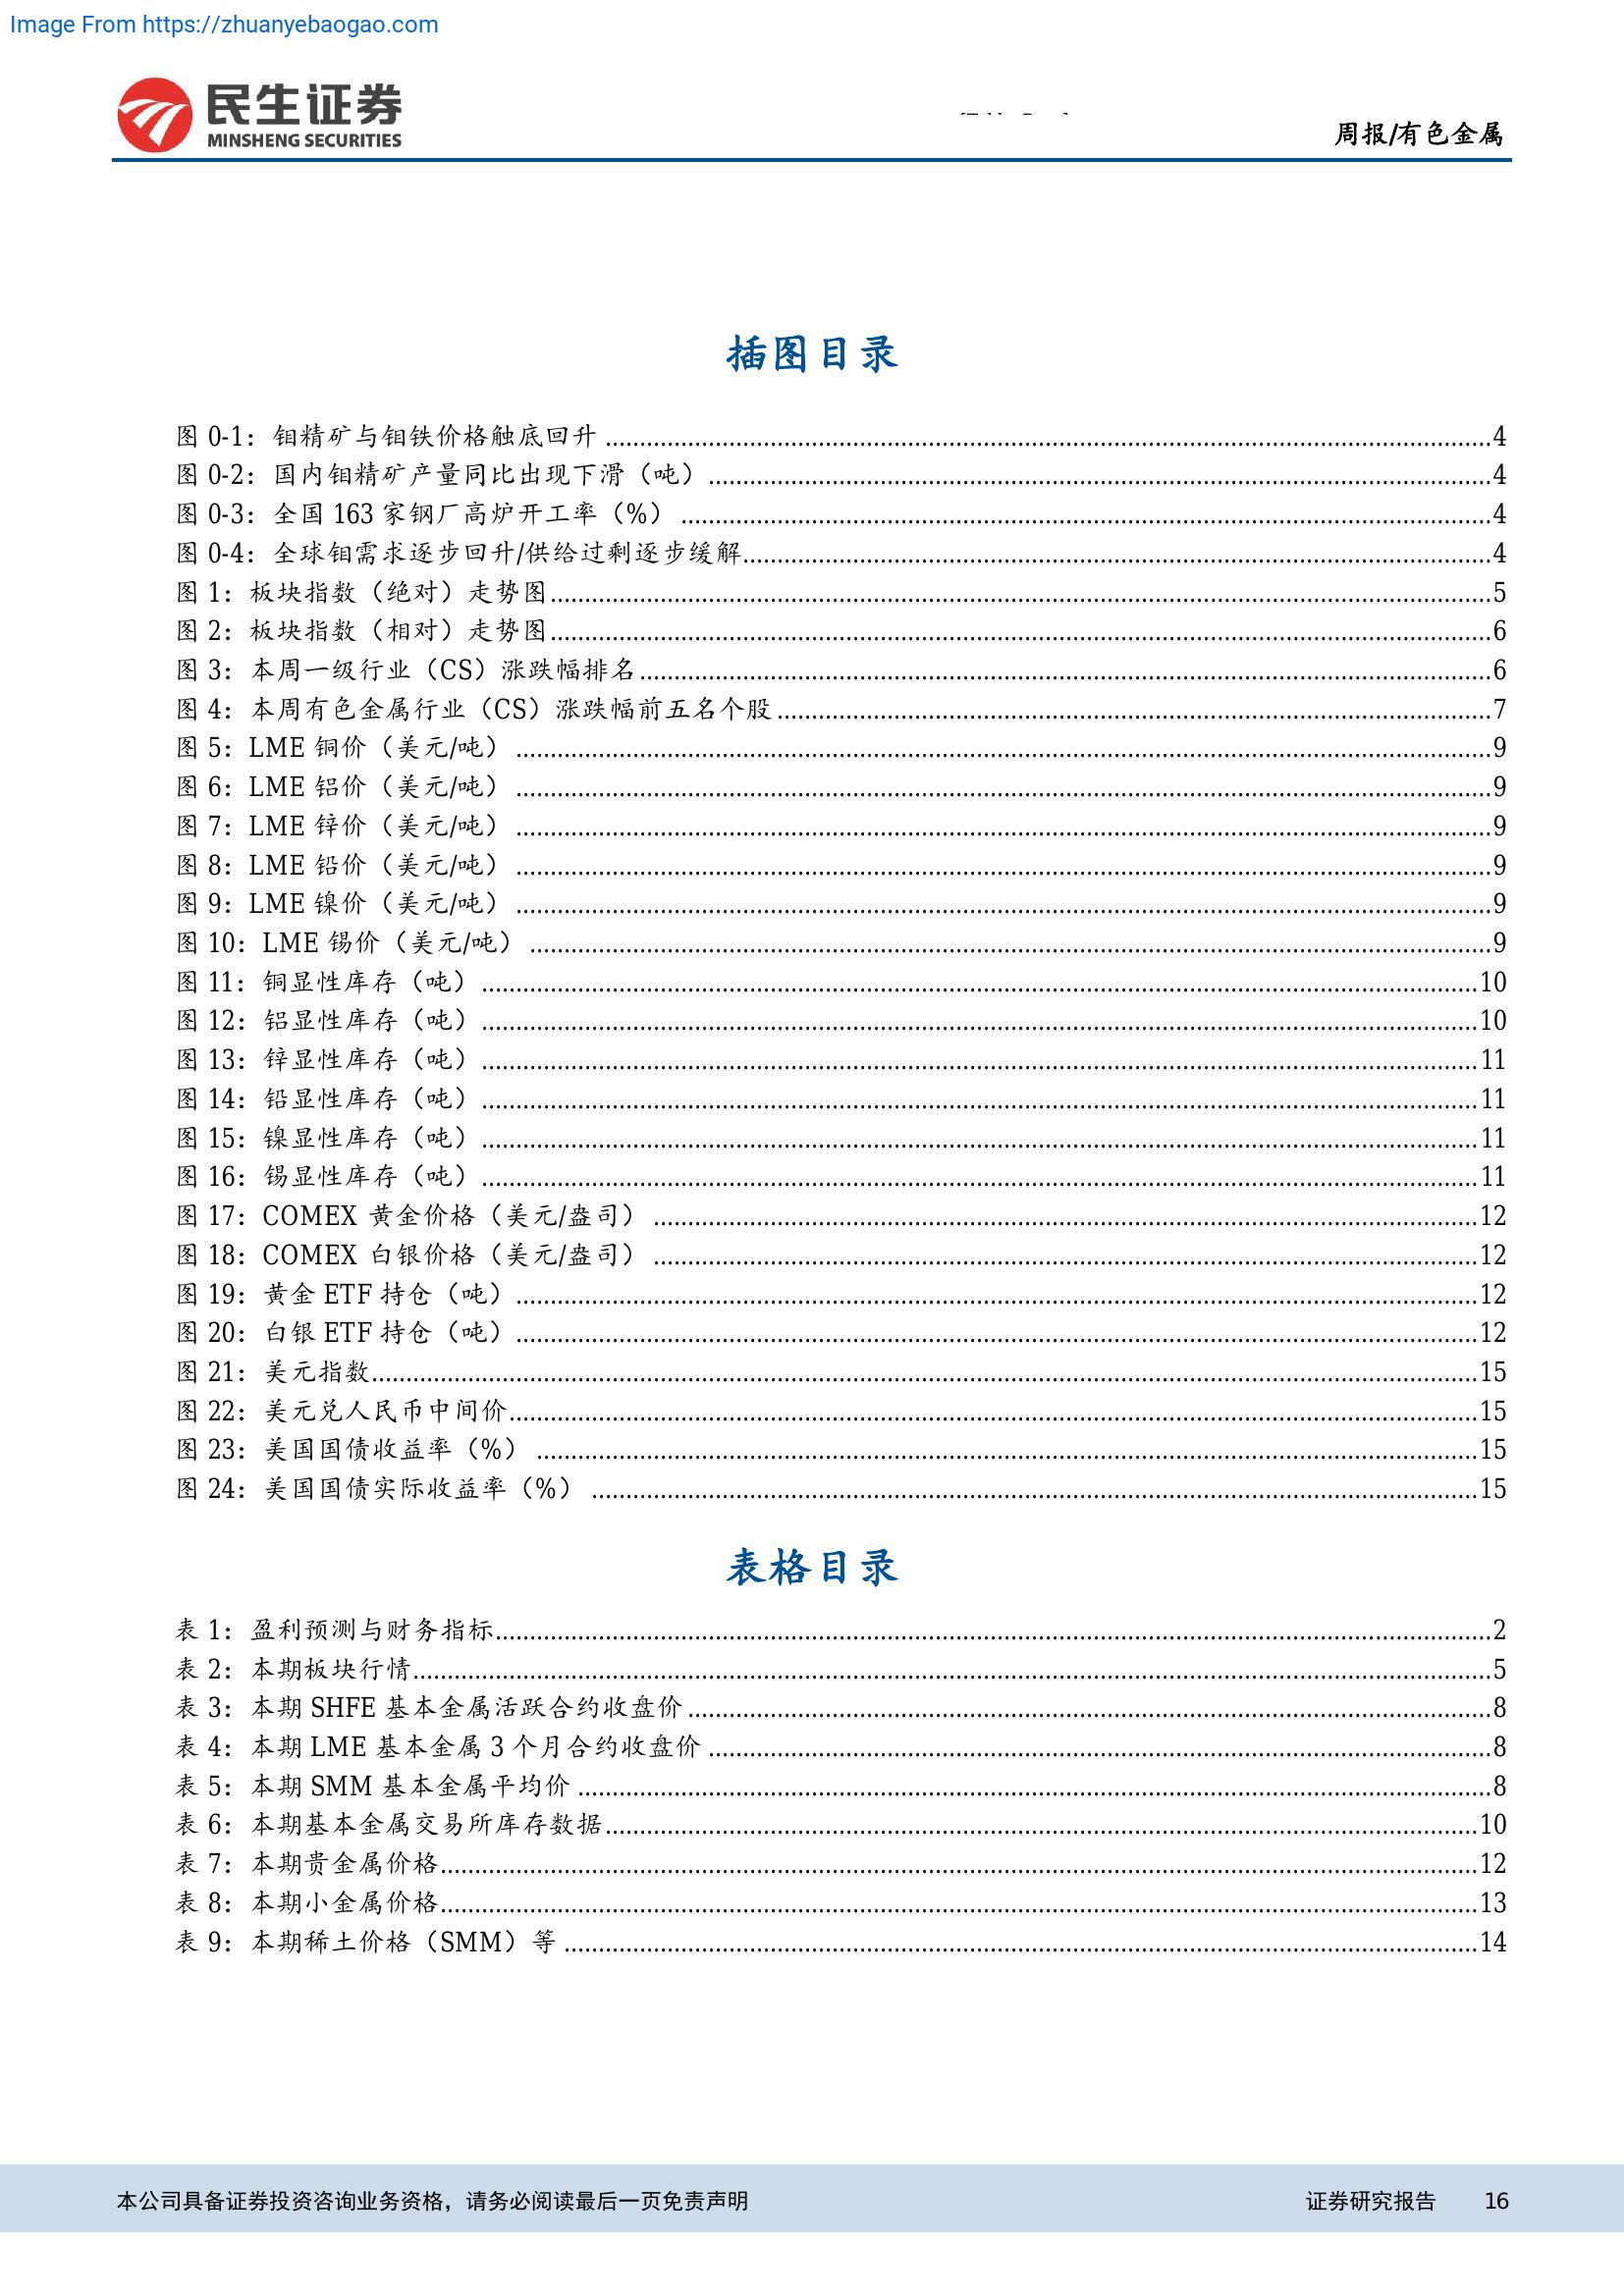 Image From https://zhuanyebaogao.com
民生证券
MINSHENG SECURITIES
周报/有色金属
插图目录
图 0-1：钼精矿与钼铁价格触底回升 4
图 0-2：国内钼精矿产量同比出现下滑（吨） 4
图 0-3：全国 163 家钢厂高炉开工率（%） 4
图 0-4：全球钼需求逐步回升/供给过剩逐步缓解 4
图 1：板块指数（绝对）走势图 5
图 2：板块指数（相对）走势图 6
图 3：本周一级行业（CS）涨跌幅排名 6
图 4：本周有色金属行业（CS）涨跌幅前五名个股 7
图 5：LME 铜价（美元/吨） 9
图 6：LME 铝价（美元/吨） 9
图 7：LME 锌价（美元/吨） 9
图 8：LME 铅价（美元/吨） 9
图 9：LME 镍价（美元/吨） 9
图 10：LME 锡价（美元/吨） 9
图 11：铜显性库存（吨） 10
图 12：铝显性库存（吨） 10
图 13：锌显性库存（吨） 11
图 14：铅显性库存（吨） 11
图 15：镍显性库存（吨） 11
图 16：锡显性库存（吨） 11
图 17：COMEX 黄金价格（美元/盎司） 12
图 18：COMEX 白银价格（美元/盎司） 12
图 19：黄金 ETF 持仓（吨） 12
图 20：白银 ETF 持仓（吨） 12
图 21：美元指数 15
图 22：美元兑人民币中间价 15
图 23：美国国债收益率（%） 15
图 24：美国国债实际收益率（%） 15
表格目录
表 1：盈利预测与财务指标 2
表 2：本期板块行情 5
表 3：本期 SHFE 基本金属活跃合约收盘价 8
表 4：本期 LME 基本金属 3 个月合约收盘价 8
表 5：本期 SMM 基本金属平均价 8
表 6：本期基本金属交易所库存数据 10
表 7：本期贵金属价格 12
表 8：本期小金属价格 13
表 9：本期稀土价格（SMM）等 14
本公司具备证券投资咨询业务资格，请务必阅读最后一页免责声明
证券研究报告 16